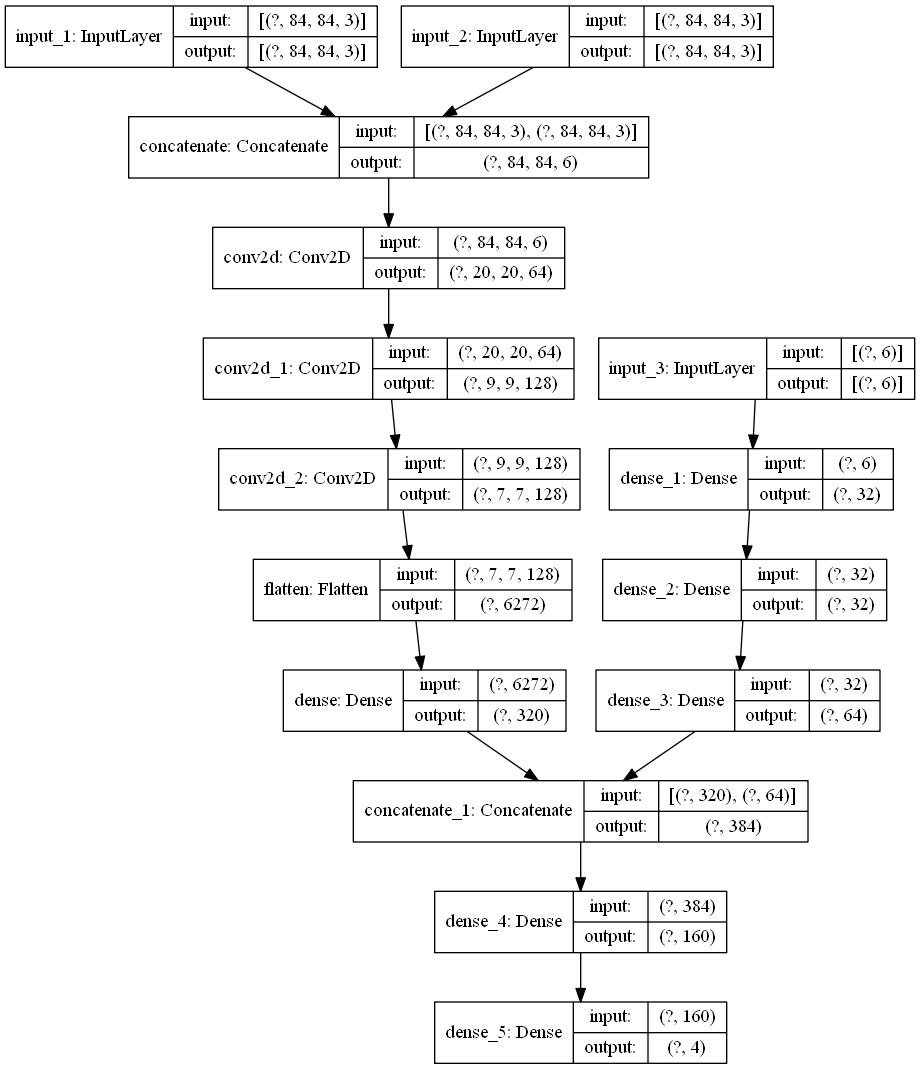 input_1: InputLayer
input: [(?, 84, 84, 3)]
output: [(?, 84, 84, 3)]
input_2: InputLayer
input: [(?, 84, 84, 3)]
output: [(?, 84, 84, 3)]
concatenate: Concatenate
input: [(?, 84, 84, 3), (?, 84, 84, 3)]
output: (?, 84, 84, 6)
conv2d: Conv2D
input: (?, 84, 84, 6)
output: (?, 20, 20, 64)
conv2d_1: Conv2D
input: (?, 20, 20, 64)
output: (?, 9, 9, 128)
input_3: InputLayer
input: [(?, 6)]
output: [(?, 6)]
conv2d_2: Conv2D
input: (?, 9, 9, 128)
output: (?, 7, 7, 128)
dense_1: Dense
input: (?, 6)
output: (?, 32)
flatten: Flatten
input: (?, 7, 7, 128)
output: (?, 6272)
dense_2: Dense
input: (?, 32)
output: (?, 32)
dense: Dense
input: (?, 6272)
output: (?, 320)
dense_3: Dense
input: (?, 32)
output: (?, 64)
concatenate_1: Concatenate
input: [(?, 320), (?, 64)]
output: (?, 384)
dense_4: Dense
input: (?, 384)
output: (?, 160)
dense_5: Dense
input: (?, 160)
output: (?, 4)